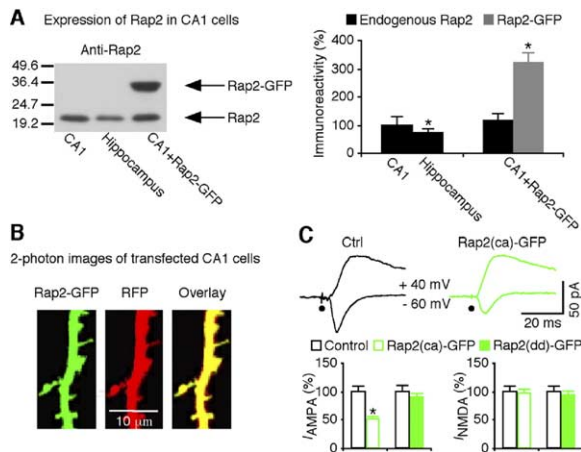 A Expression of Rap2 in CA1 cells
Anti-Rap2
49.6
36.4
24.7
19.2
Rap2-GFP
Rap2
CA1
Hippocampus
CA1+Rap2-GFP
Endogenous Rap2 Rap2-GFP
Immunoreactivity (%)
400
300
200
100
0
*
*
CA1
Hippocampus
CA1+Rap2-GFP
B
2-photon images of transfected CA1 cells
Rap2-GFP RFP Overlay
10 μm
C
Ctrl Rap2(ca)-GFP
+ 40 mV
- 60 mV
50 pA
20 ms
Control Rap2(ca)-GFP Rap2(dd)-GFP
IAMPA (%)
150
100
50
0
*
INMDA (%)
150
100
50
0